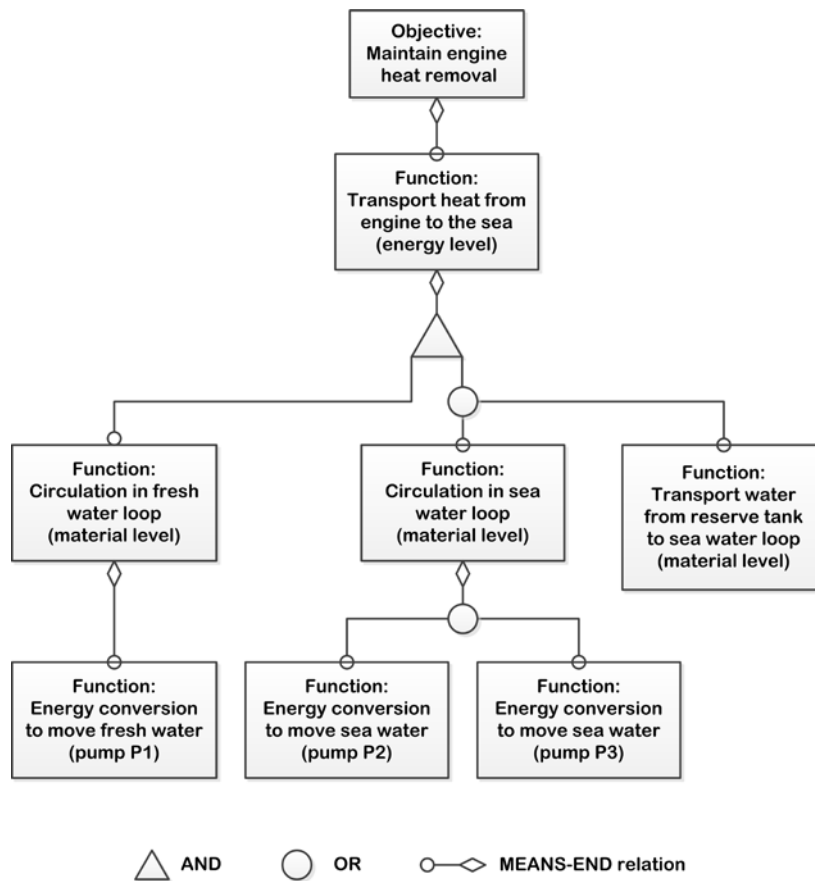 Objective:
Maintain engine
heat removal
Function:
Transport heat from
engine to the sea
(energy level)
Function:
Circulation in fresh
water loop
(material level)
Function:
Circulation in sea
water loop
(material level)
Function:
Transport water
from reserve tank
to sea water loop
(material level)
Function:
Energy conversion
to move fresh water
(pump P1)
Function:
Energy conversion
to move sea water
(pump P2)
Function:
Energy conversion
to move sea water
(pump P3)
AND
OR
MEANS-END relation